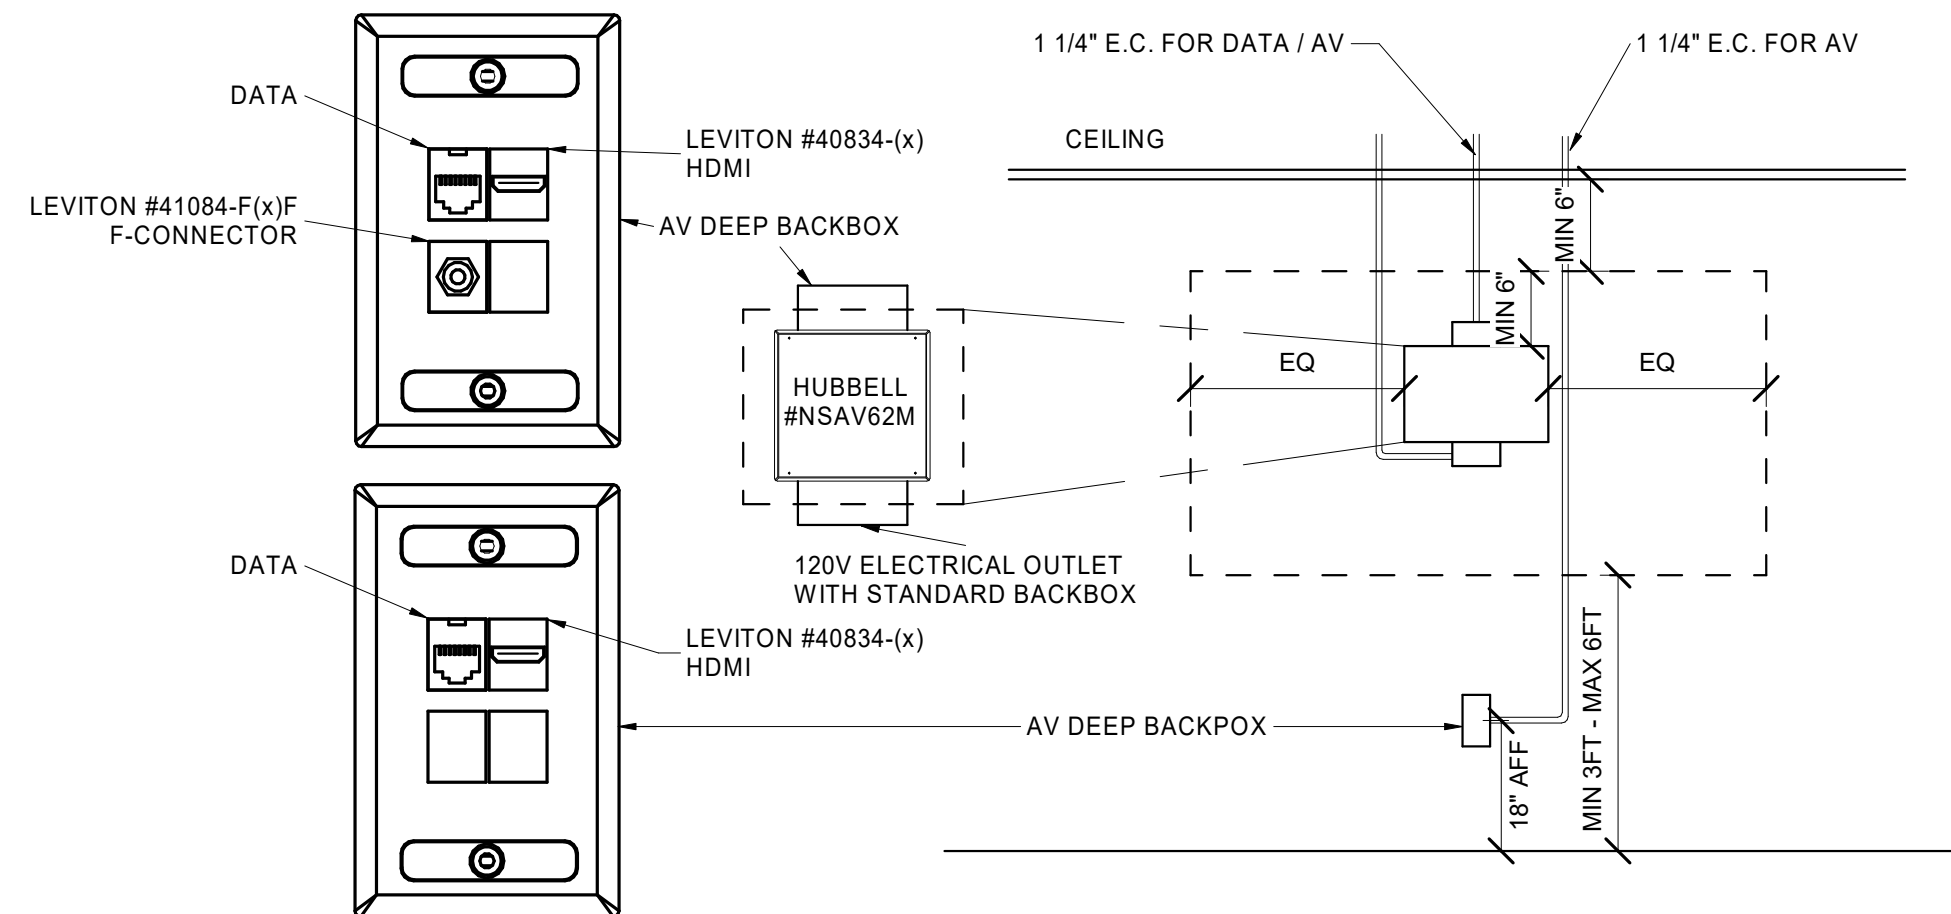 1 1/4" E.C. FOR DATA / AV
1 1/4" E.C. FOR AV
DATA
LEVITON #40834-(x)
HDMI
CEILING
LEVITON #41084-F(x)F
F-CONNECTOR
AV DEEP BACKBOX
MIN 6"
MIN 6"
EQ
EQ
HUBBELL
#NSAV62M
120V ELECTRICAL OUTLET
WITH STANDARD BACKBOX
DATA
LEVITON #40834-(x)
HDMI
AV DEEP BACKPOX
18" AFF
MIN 3FT - MAX 6FT